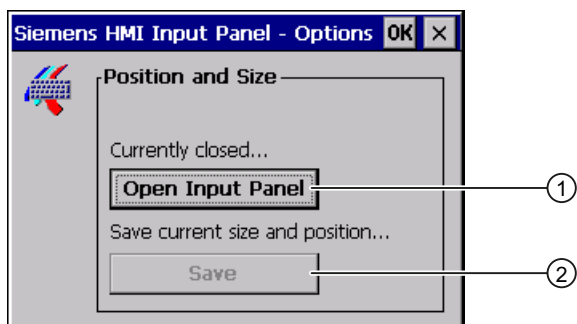 Siemens HMI Input Panel - Options OK ×
Position and Size
Currently closed...
Open Input Panel
1
Save current size and position...
Save
2